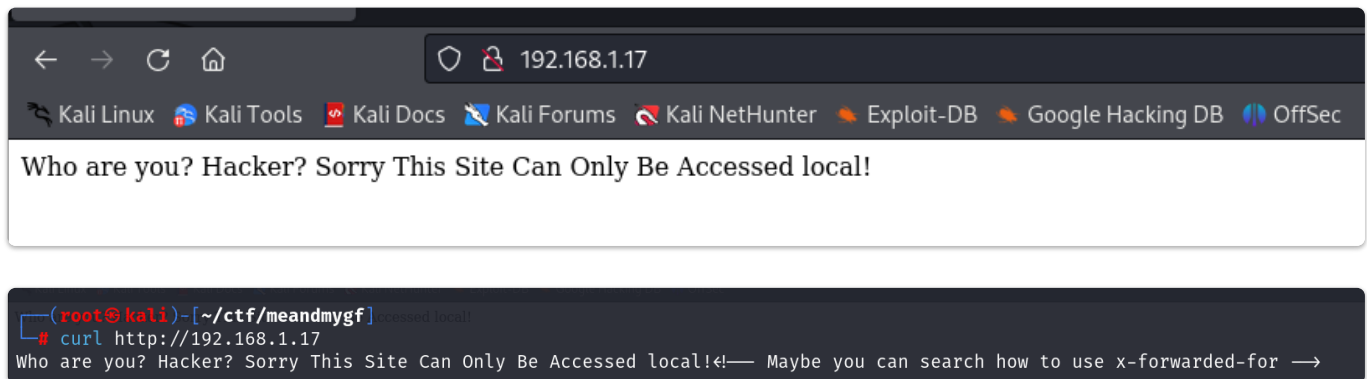 192.168.1.17
Kali Linux Kali Tools Kali Docs Kali Forums Kali NetHunter Exploit-DB Google Hacking DB OffSec
Who are you? Hacker? Sorry This Site Can Only Be Accessed local!
(root㉿kali)-[~/ctf/meandmygf]
# curl http://192.168.1.17
Who are you? Hacker? Sorry This Site Can Only Be Accessed local!<!-- Maybe you can search how to use x-forwarded-for -->